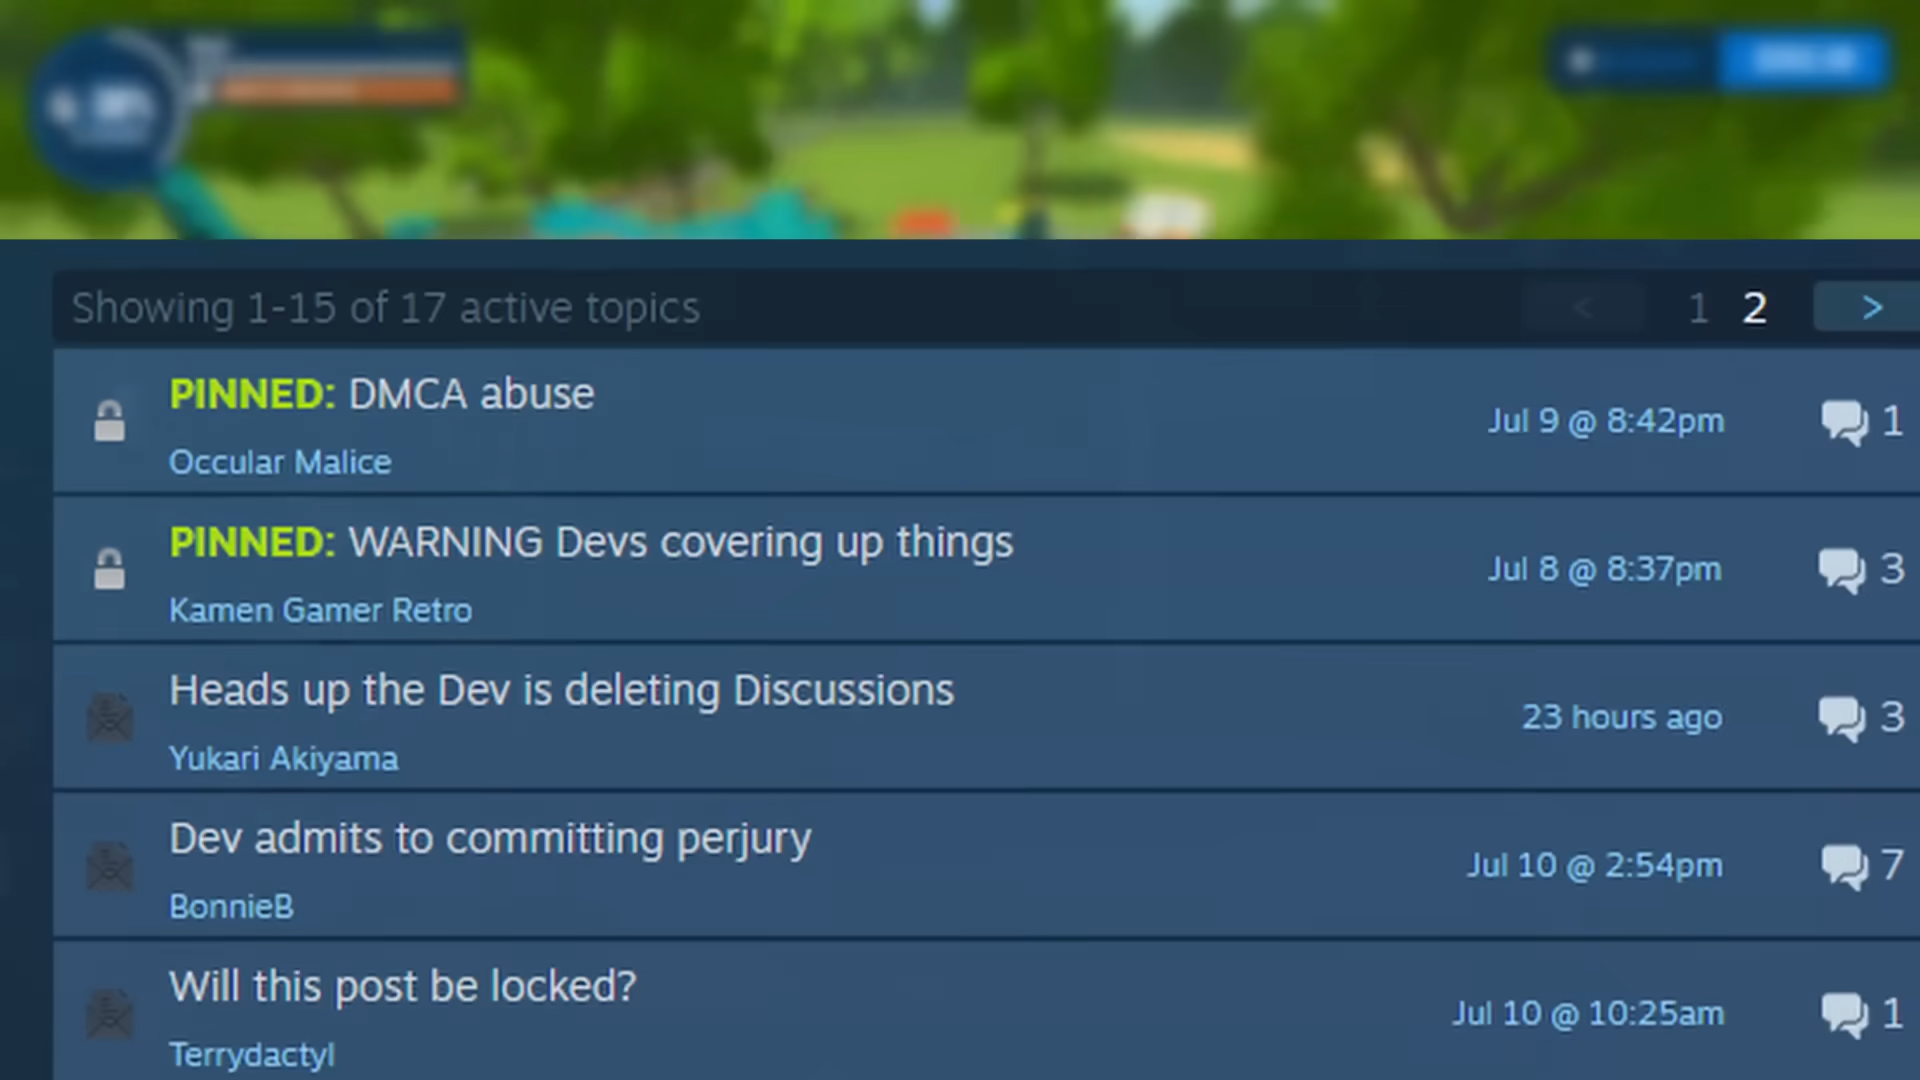 Showing 1-15 of 17 active topics
< 1 2 >
PINNED: DMCA abuse
Occular Malice
Jul 9 @ 8:42pm
1
PINNED: WARNING Devs covering up things
Kamen Gamer Retro
Jul 8 @ 8:37pm
3
Heads up the Dev is deleting Discussions
Yukari Akiyama
23 hours ago
3
Dev admits to committing perjury
BonnieB
Jul 10 @ 2:54pm
7
Will this post be locked?
Terrydactyl
Jul 10 @ 10:25am
1